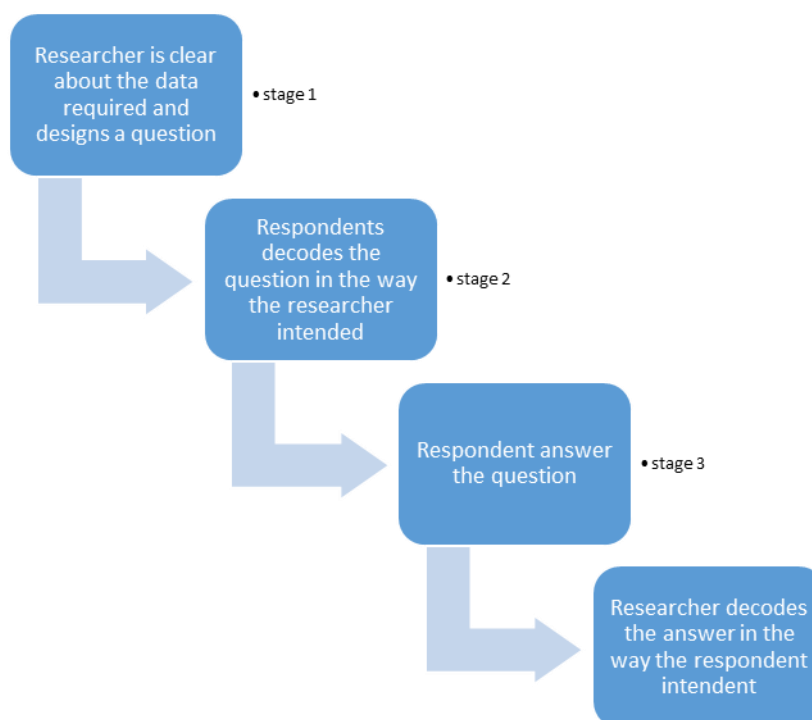 Researcher is clear
about the data
required and
designs a question
• stage 1
Respondents
decodes the
question in the way
the researcher
intended
• stage 2
Respondent answer
the question
• stage 3
Researcher decodes
the answer in the
way the respondent
intendent